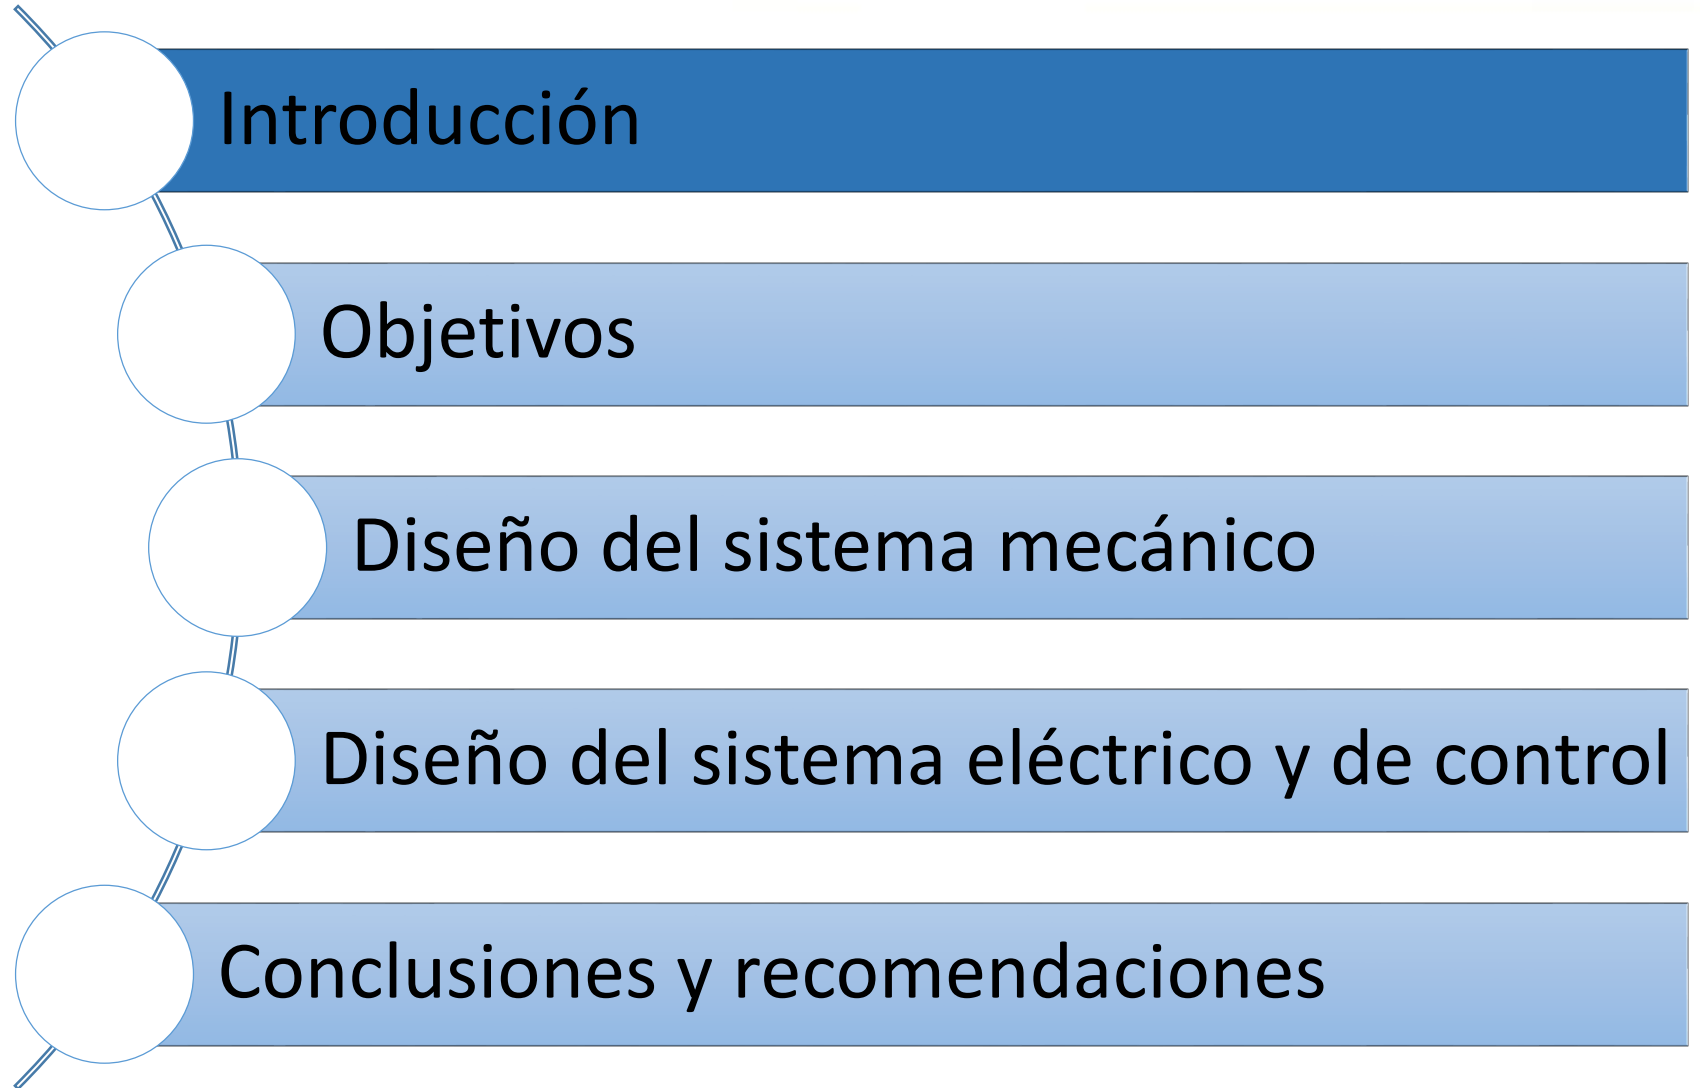 Introducción
Objetivos
Diseño del sistema mecánico
Diseño del sistema eléctrico y de control
Conclusiones y recomendaciones